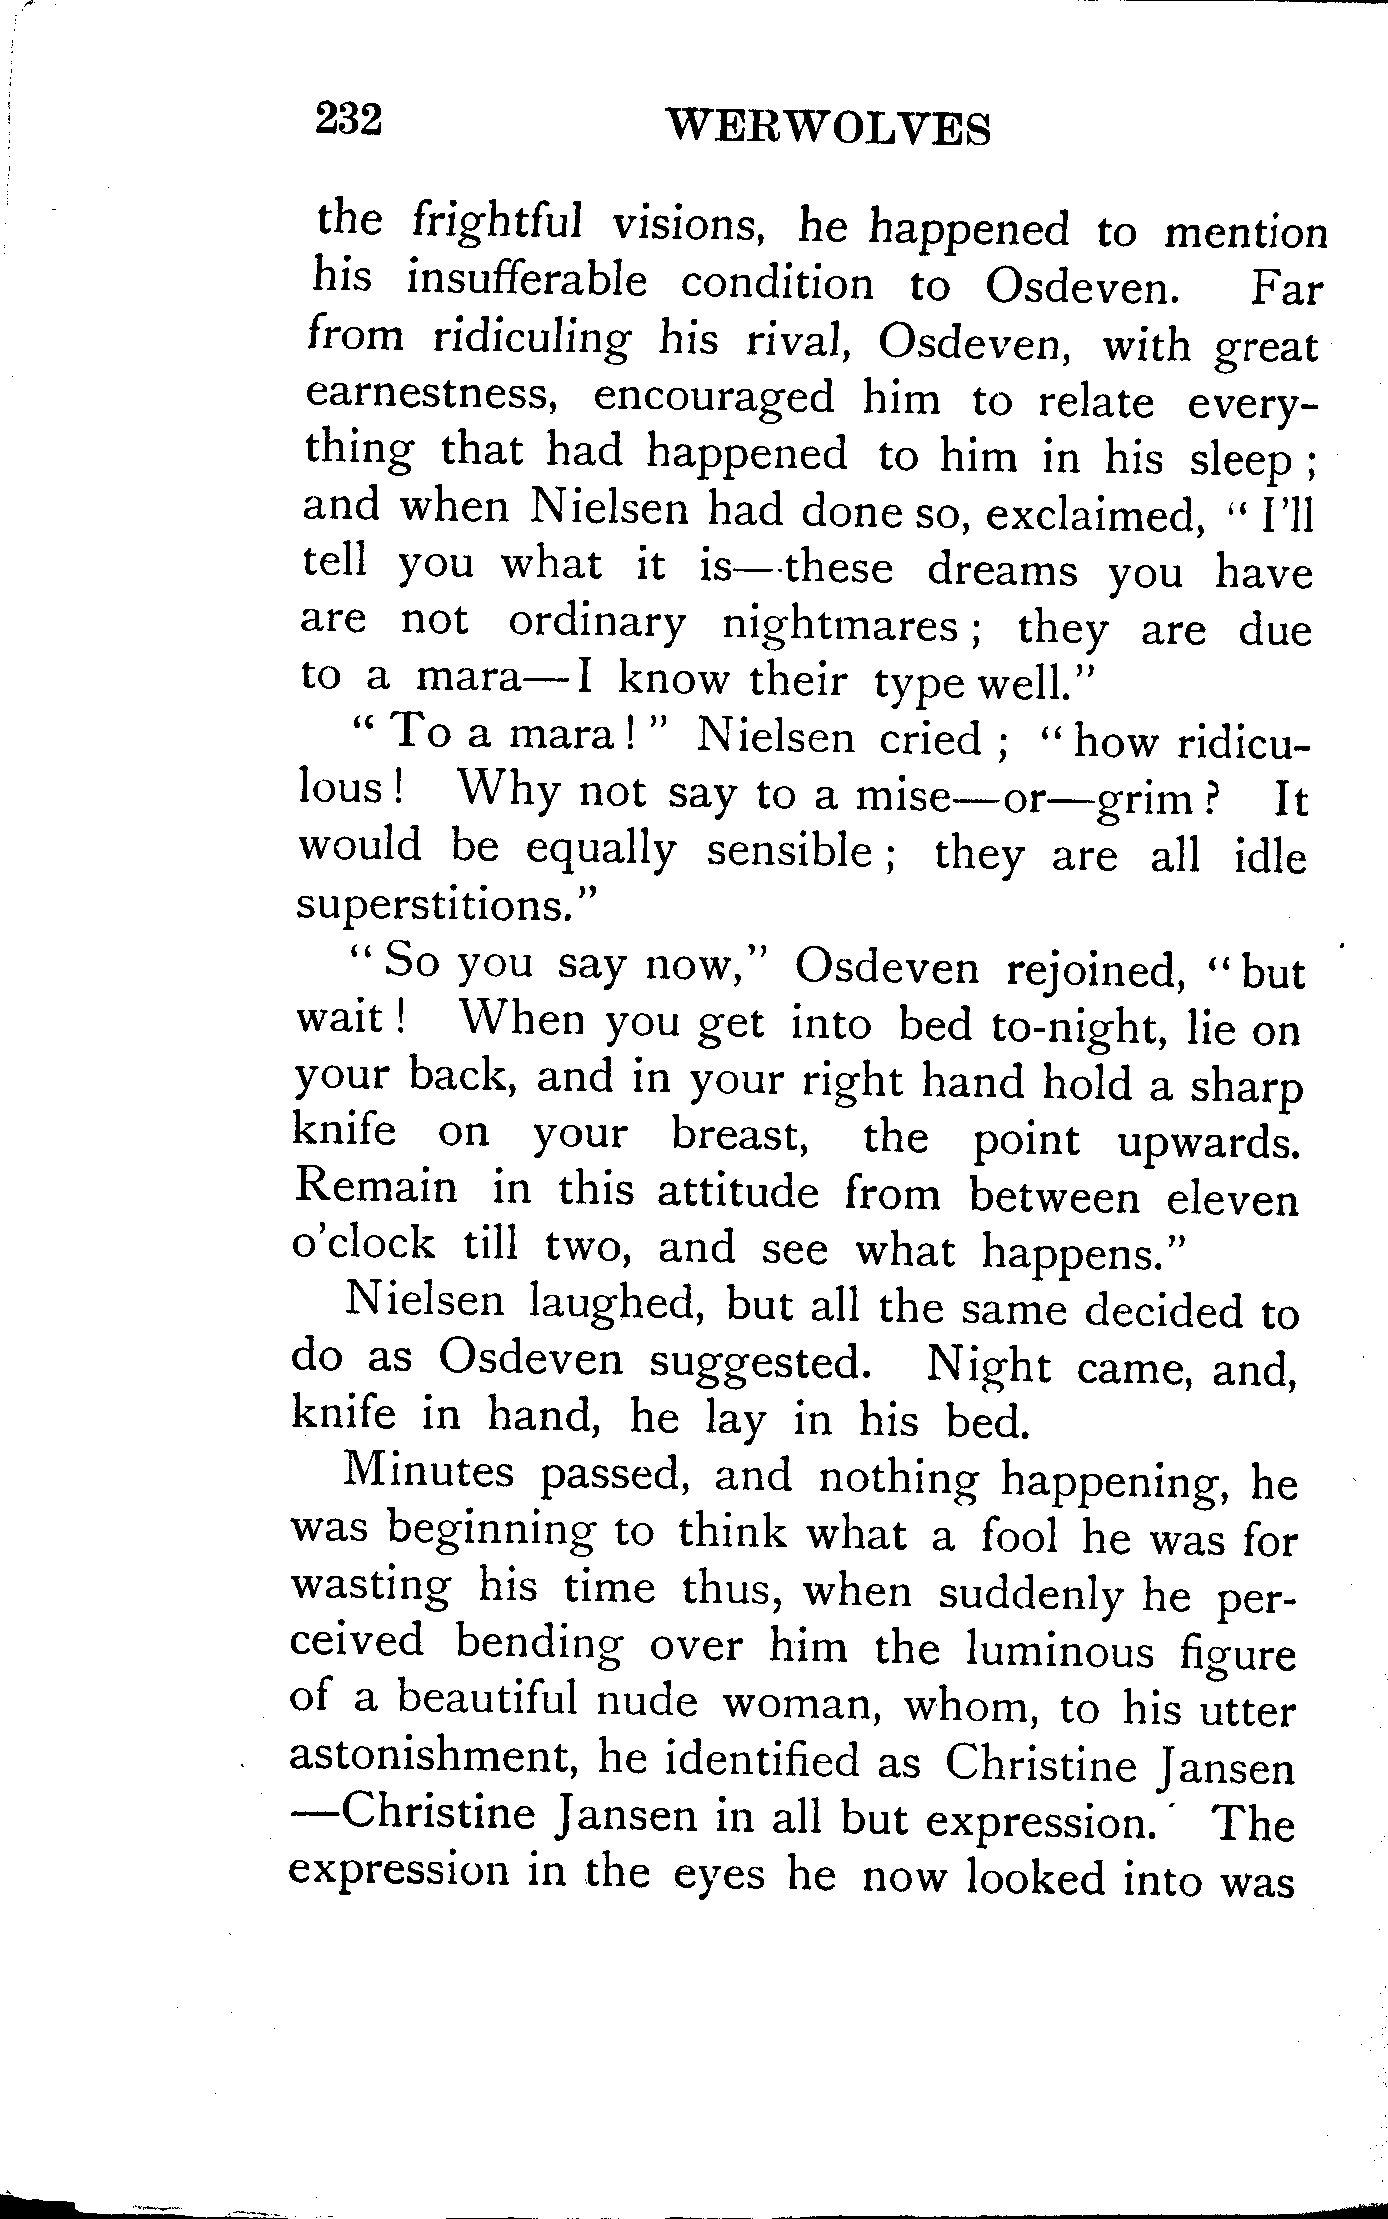 232 WERWOLVES
the frightful visions, he happened to mention
his insufferable condition to Osdeven. Far
from ridiculing his rival, Osdeven, with great
earnestness, encouraged him to relate every-
thing that had happened to him in his sleep ;
and when Nielsen had done so, exclaimed, “ I'll
tell you what it is—these dreams you have
are not ordinary nightmares ; they are due
to a mara—I know their type well.”
“ To a mara ! ” Nielsen cried ; “ how ridicu-
lous ! Why not say to a mise—or—grim ? It
would be equally sensible ; they are all idle
superstitions.”
“ So you say now,” Osdeven rejoined, “ but
wait ! When you get into bed to-night, lie on
your back, and in your right hand hold a sharp
knife on your breast, the point upwards.
Remain in this attitude from between eleven
o'clock till two, and see what happens.”
Nielsen laughed, but all the same decided to
do as Osdeven suggested. Night came, and,
knife in hand, he lay in his bed.
Minutes passed, and nothing happening, he
was beginning to think what a fool he was for
wasting his time thus, when suddenly he per-
ceived bending over him the luminous figure
of a beautiful nude woman, whom, to his utter
astonishment, he identified as Christine Jansen
—Christine Jansen in all but expression. The
expression in the eyes he now looked into was